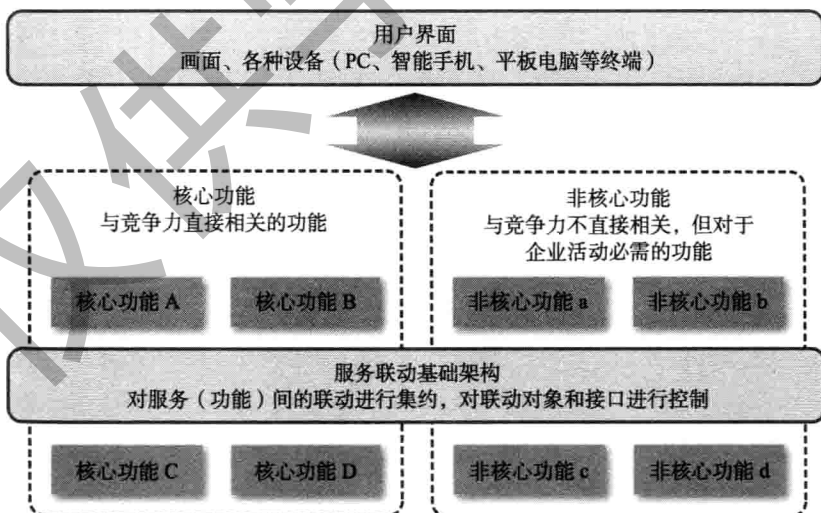 用户界面
画面、各种设备（PC、智能手机、平板电脑等终端）
核心功能
与竞争力直接相关的功能
核心功能 A
核心功能 B
非核心功能
与竞争力不直接相关，但对于
企业活动必需的功能
非核心功能 a
非核心功能 b
服务联动基础架构
对服务（功能）间的联动进行集约，对联动对象和接口进行控制
核心功能 C
核心功能 D
非核心功能 c
非核心功能 d
仅供